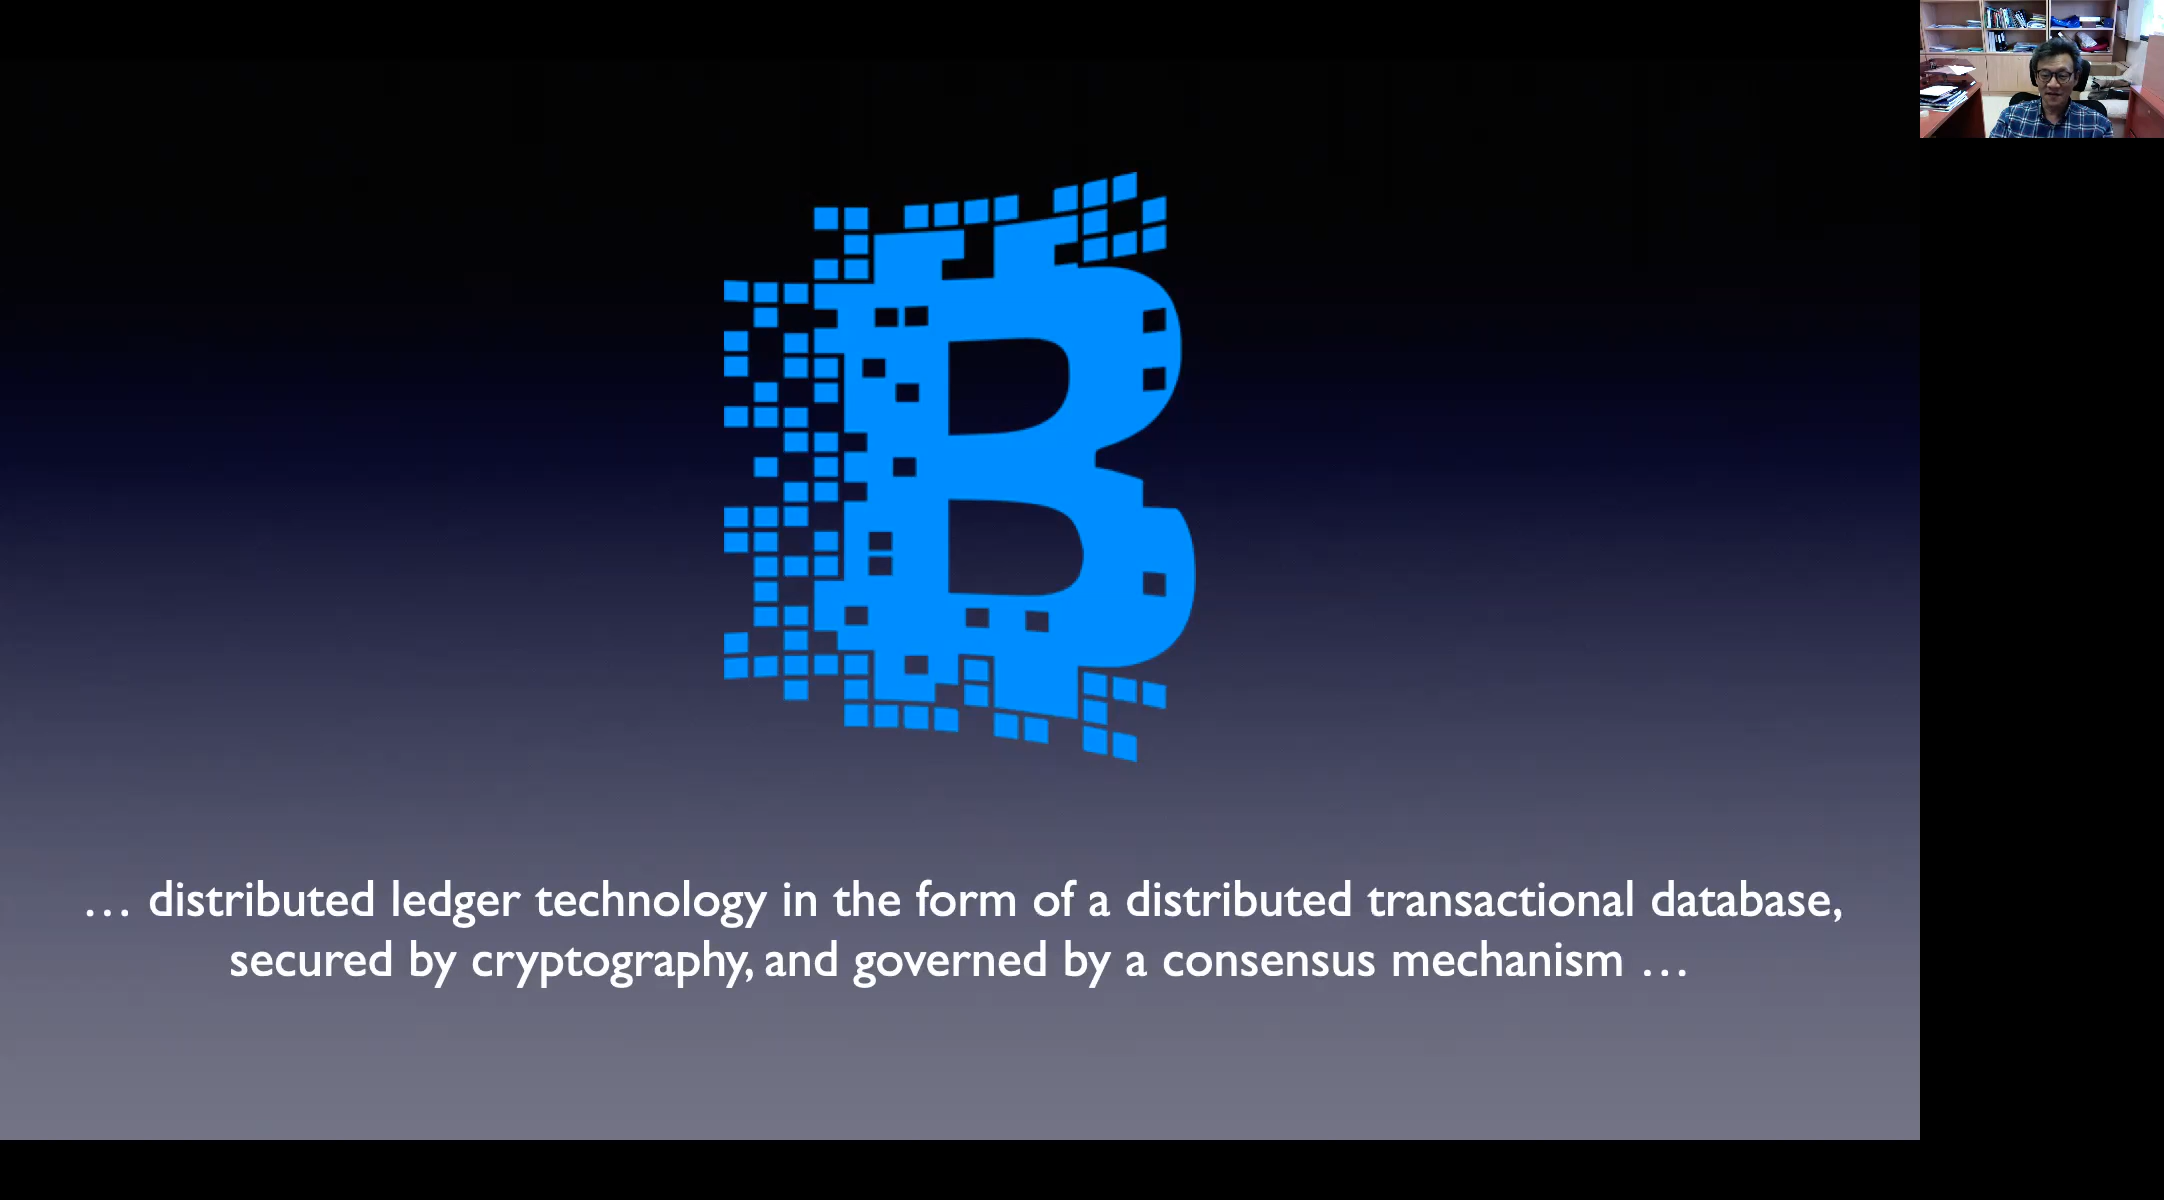 … distributed ledger technology in the form of a distributed transactional database,
secured by cryptography, and governed by a consensus mechanism …